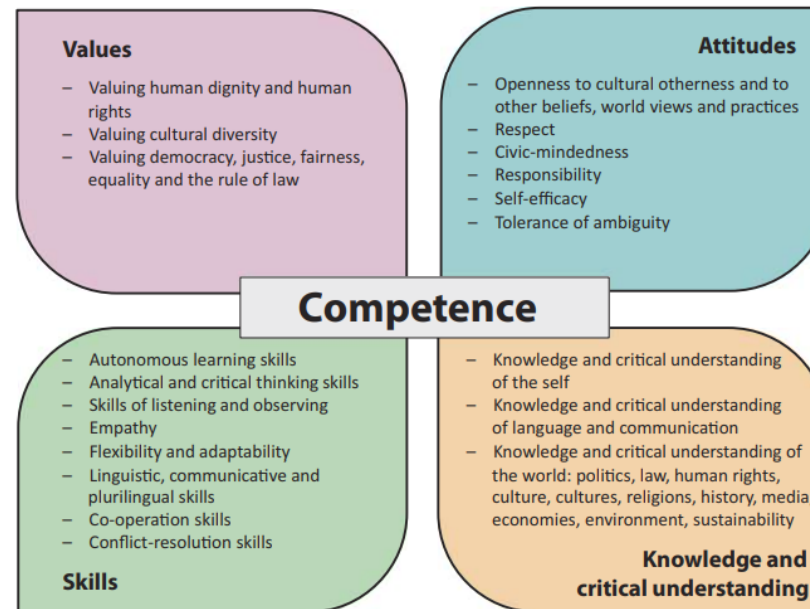 Values
– Valuing human dignity and human
rights
– Valuing cultural diversity
– Valuing democracy, justice, fairness,
equality and the rule of law
Attitudes
– Openness to cultural otherness and to
other beliefs, world views and practices
– Respect
– Civic-mindedness
– Responsibility
– Self-efficacy
– Tolerance of ambiguity
Competence
– Autonomous learning skills
– Analytical and critical thinking skills
– Skills of listening and observing
– Empathy
– Flexibility and adaptability
– Linguistic, communicative and
plurilingual skills
– Co-operation skills
– Conflict-resolution skills
Skills
– Knowledge and critical understanding
of the self
– Knowledge and critical understanding
of language and communication
– Knowledge and critical understanding of
the world: politics, law, human rights,
culture, cultures, religions, history, media,
economies, environment, sustainability
Knowledge and
critical understanding